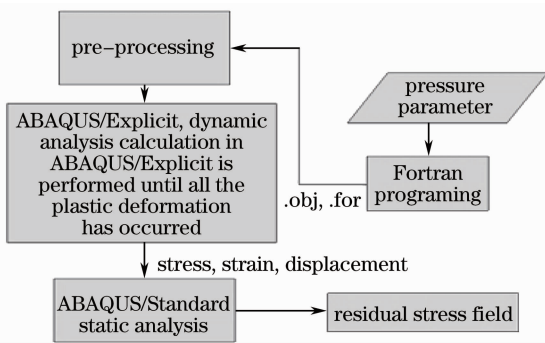 pre-processing
pressure
parameter
ABAQUS/Explicit, dynamic
analysis calculation in
ABAQUS/Explicit is
performed until all the
plastic deformation
has occurred
Fortran
programing
.obj, .for
stress, strain, displacement
ABAQUS/Standard
static analysis
residual stress field